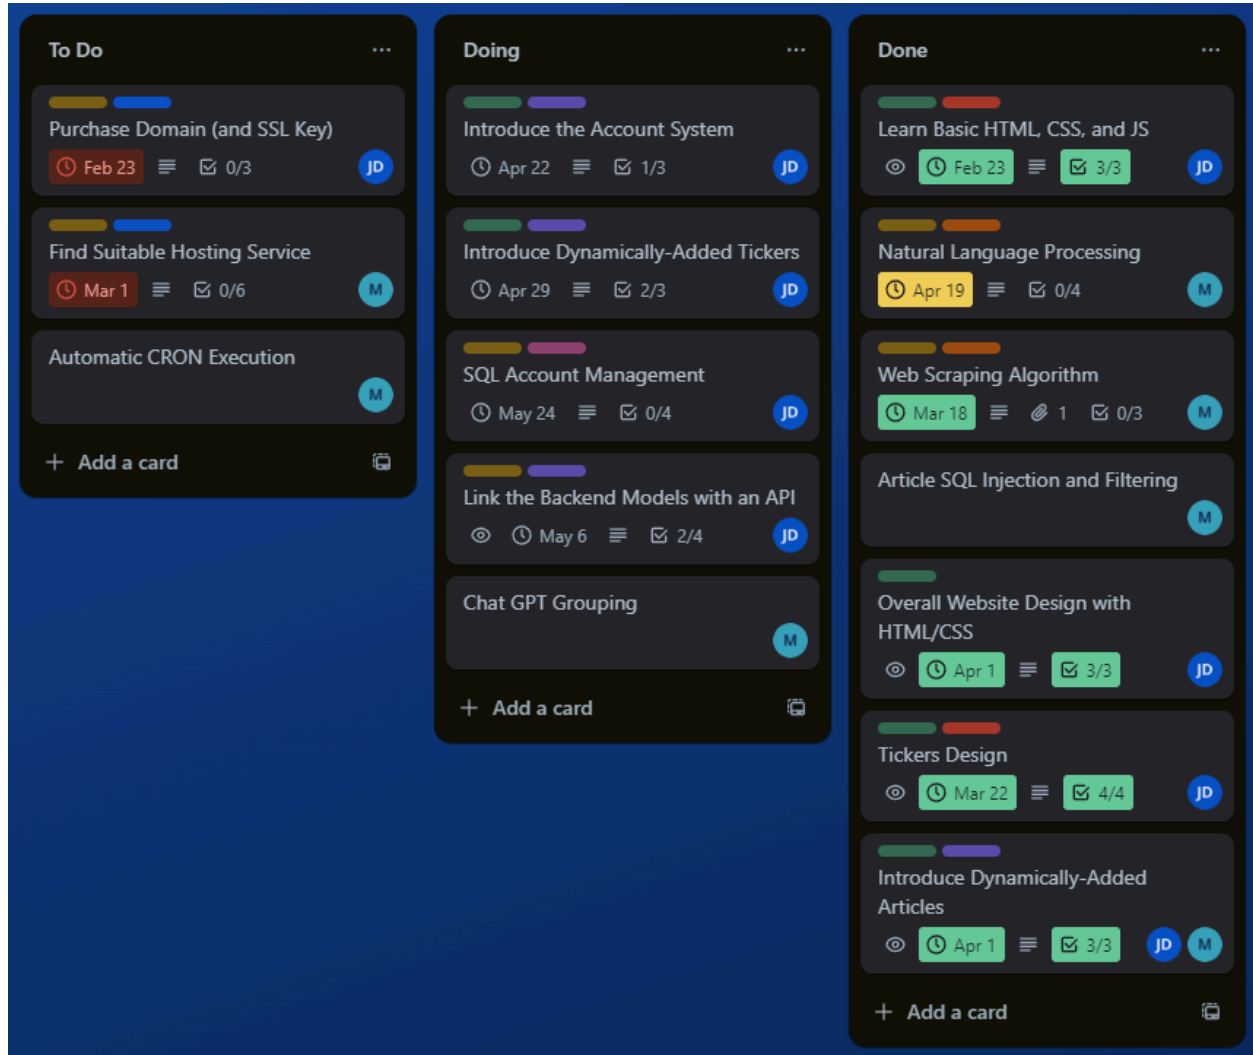 To Do
Purchase Domain (and SSL Key)
Feb 23 0/3 JD
Find Suitable Hosting Service
Mar 1 0/6 M
Automatic CRON Execution
M
+ Add a card
Doing
Introduce the Account System
Apr 22 1/3 JD
Introduce Dynamically-Added Tickers
Apr 29 2/3 JD
SQL Account Management
May 24 0/4 JD
Link the Backend Models with an API
May 6 2/4 JD
Chat GPT Grouping
M
+ Add a card
Done
Learn Basic HTML, CSS, and JS
Feb 23 3/3 JD
Natural Language Processing
Apr 19 0/4 M
Web Scraping Algorithm
Mar 18 1 0/3 M
Article SQL Injection and Filtering
M
Overall Website Design with
HTML/CSS
Apr 1 3/3 JD
Tickers Design
Mar 22 4/4 JD
Introduce Dynamically-Added
Articles
Apr 1 3/3 JD M
+ Add a card